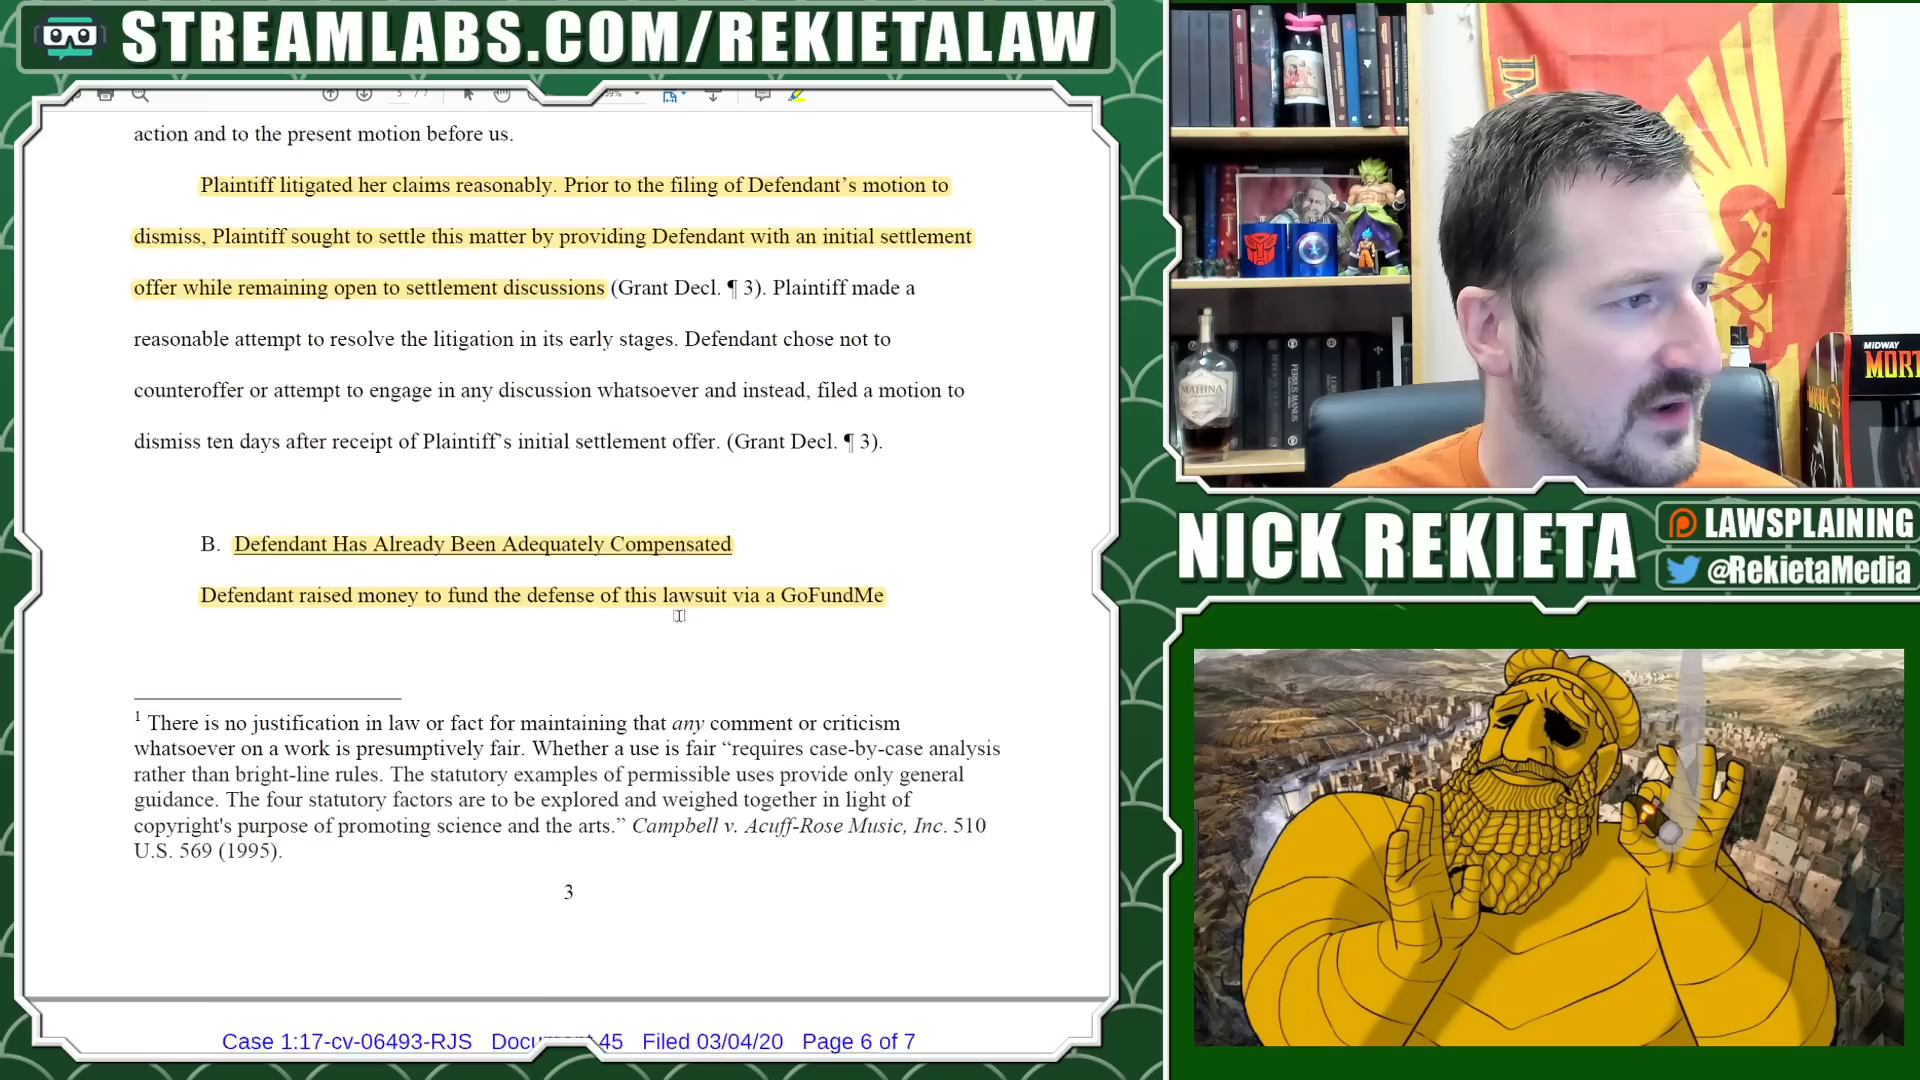 STREAMLABS.COM/REKIETALAW
5 / 7
action and to the present motion before us.
Plaintiff litigated her claims reasonably. Prior to the filing of Defendant’s motion to
dismiss, Plaintiff sought to settle this matter by providing Defendant with an initial settlement
offer while remaining open to settlement discussions (Grant Decl. ¶ 3). Plaintiff made a
reasonable attempt to resolve the litigation in its early stages. Defendant chose not to
counteroffer or attempt to engage in any discussion whatsoever and instead, filed a motion to
dismiss ten days after receipt of Plaintiff’s initial settlement offer. (Grant Decl. ¶ 3).
B. Defendant Has Already Been Adequately Compensated
Defendant raised money to fund the defense of this lawsuit via a GoFundMe
1 There is no justification in law or fact for maintaining that any comment or criticism
whatsoever on a work is presumptively fair. Whether a use is fair “requires case-by-case analysis
rather than bright-line rules. The statutory examples of permissible uses provide only general
guidance. The four statutory factors are to be explored and weighed together in light of
copyright's purpose of promoting science and the arts.” Campbell v. Acuff-Rose Music, Inc. 510
U.S. 569 (1995).
3
Case 1:17-cv-06493-RJS
45 Filed 03/04/20 Page 6 of 7
MAHINA
FERRUS MANUS
MIDWAY
MORT
NICK REKIETA
LAWSPLAINING
@RekietaMedia